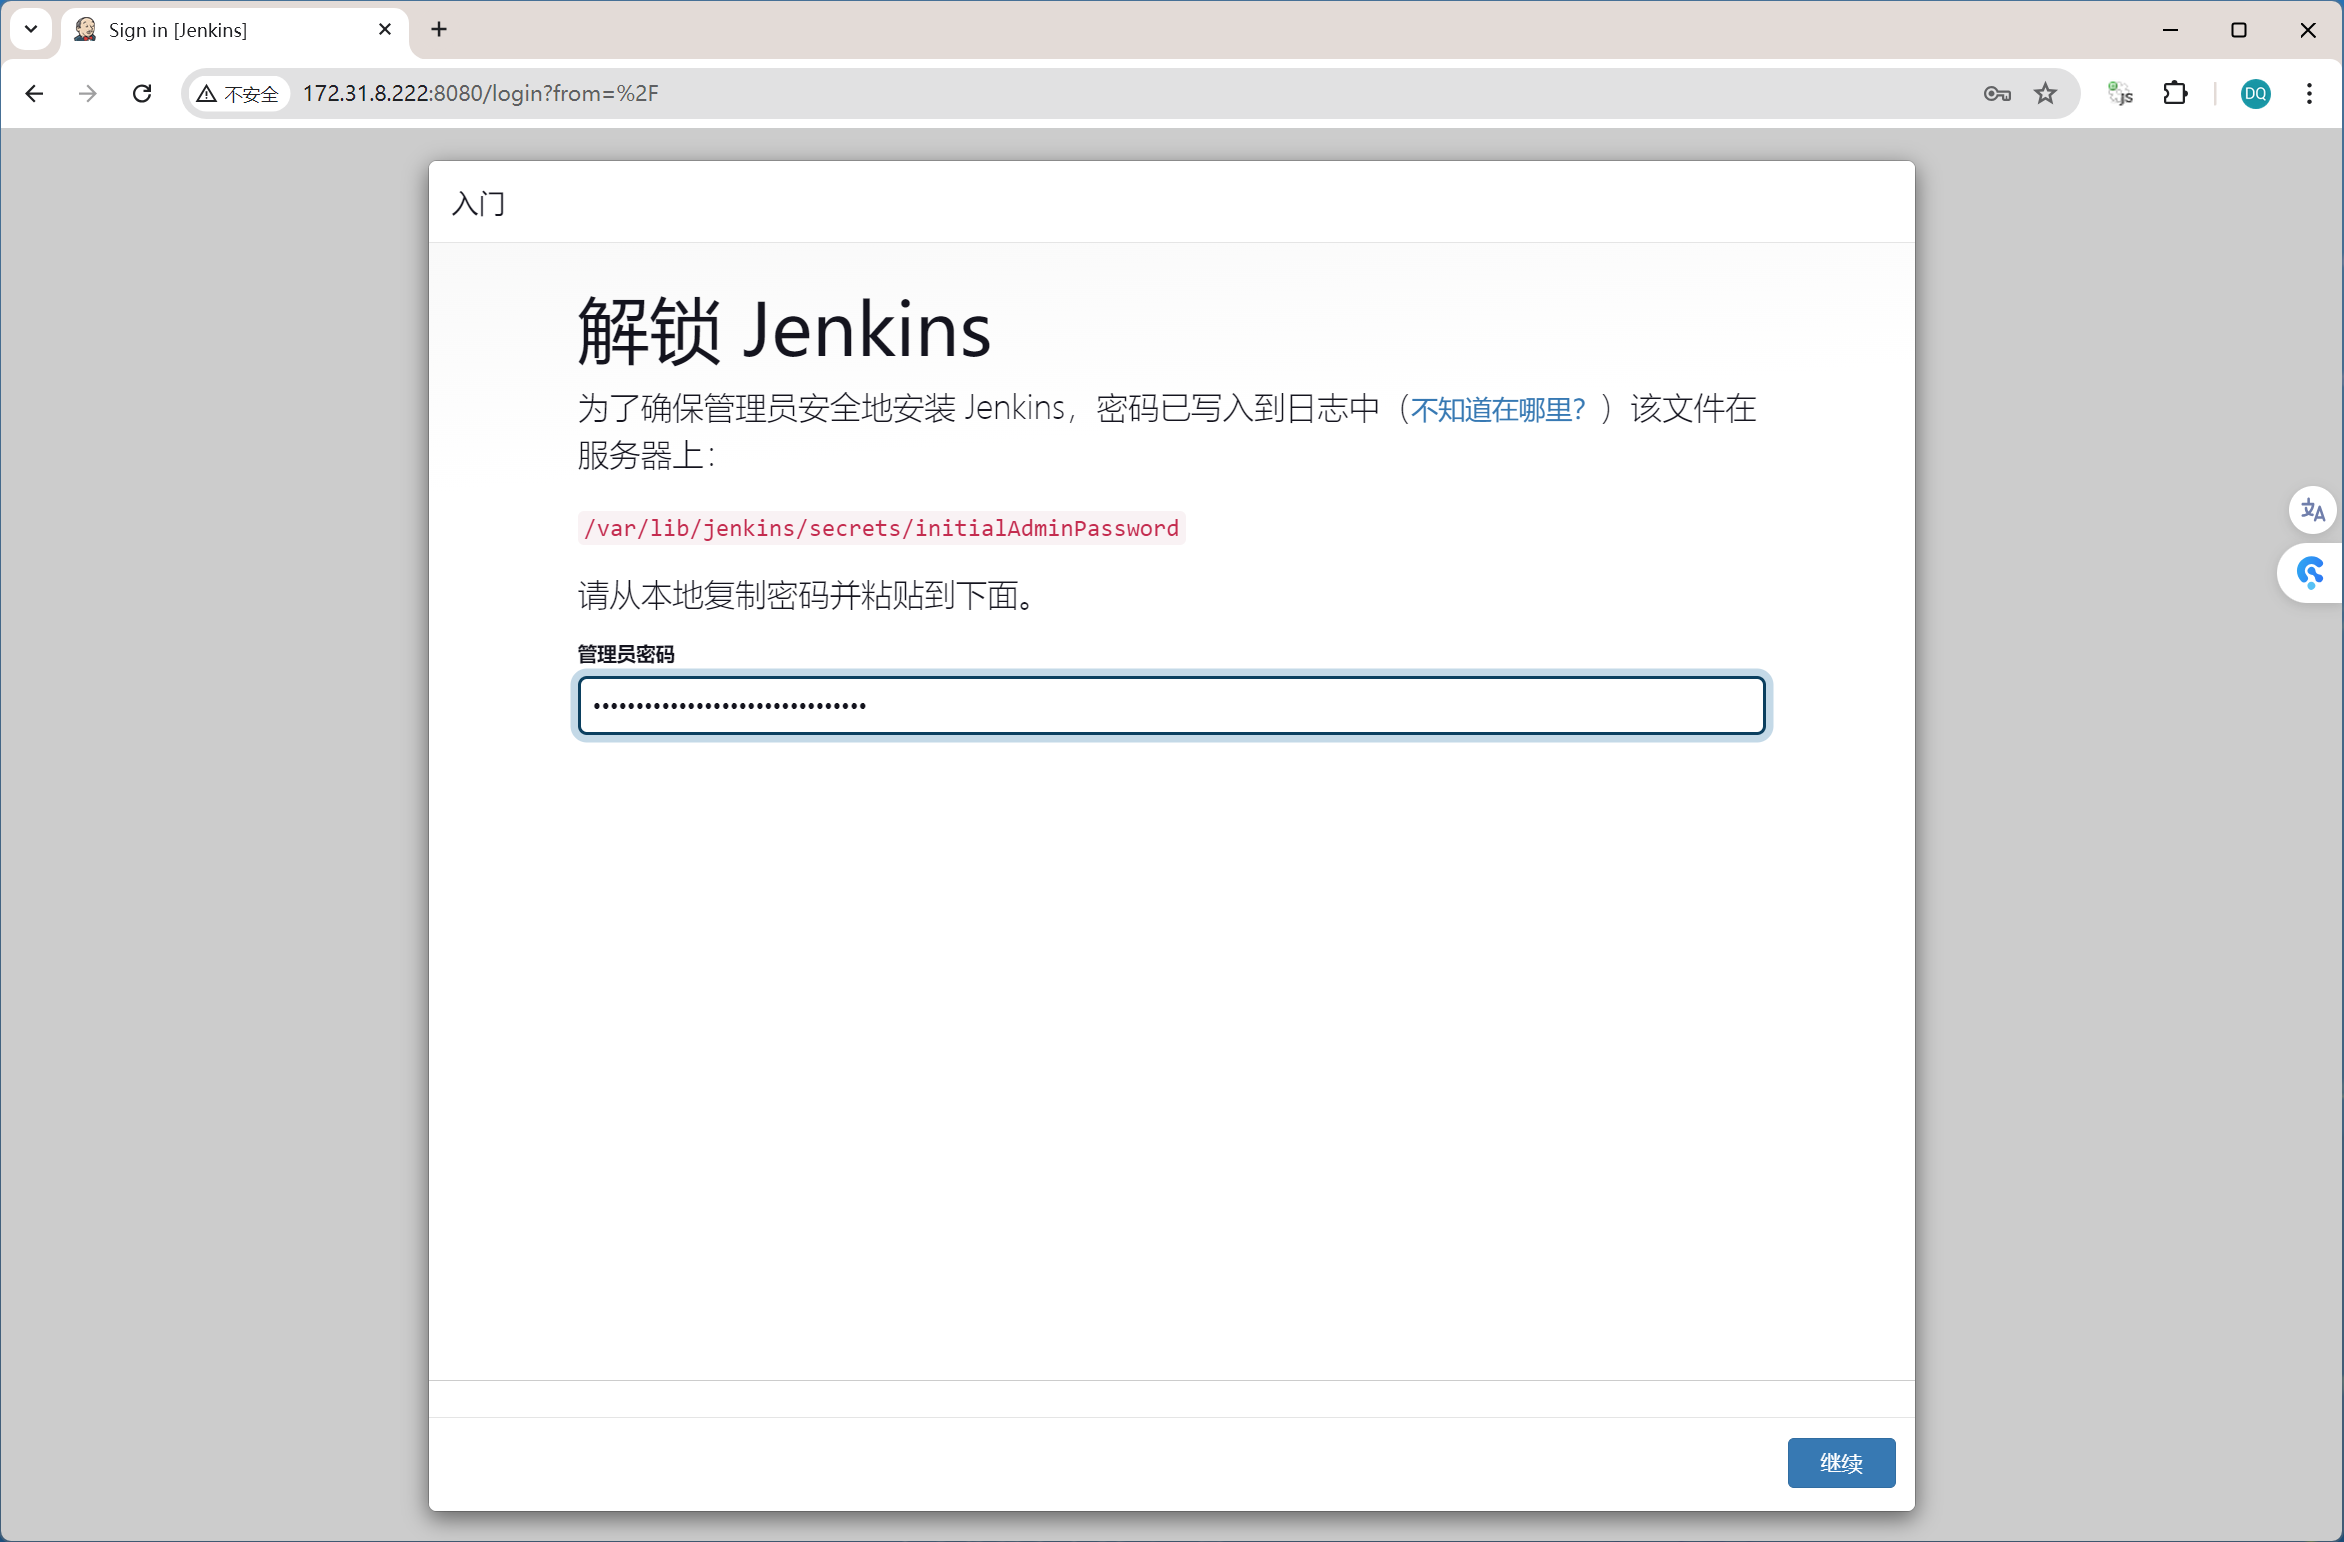 Sign in [Jenkins]
不安全
172.31.8.222:8080/login?from=%2F
JS
DQ
入门
解锁 Jenkins
为了确保管理员安全地安装 Jenkins，密码已写入到日志中（不知道在哪里？）该文件在
服务器上：
/var/lib/jenkins/secrets/initialAdminPassword
请从本地复制密码并粘贴到下面。
管理员密码
••••••••••••••••••••••••••••••••
继续